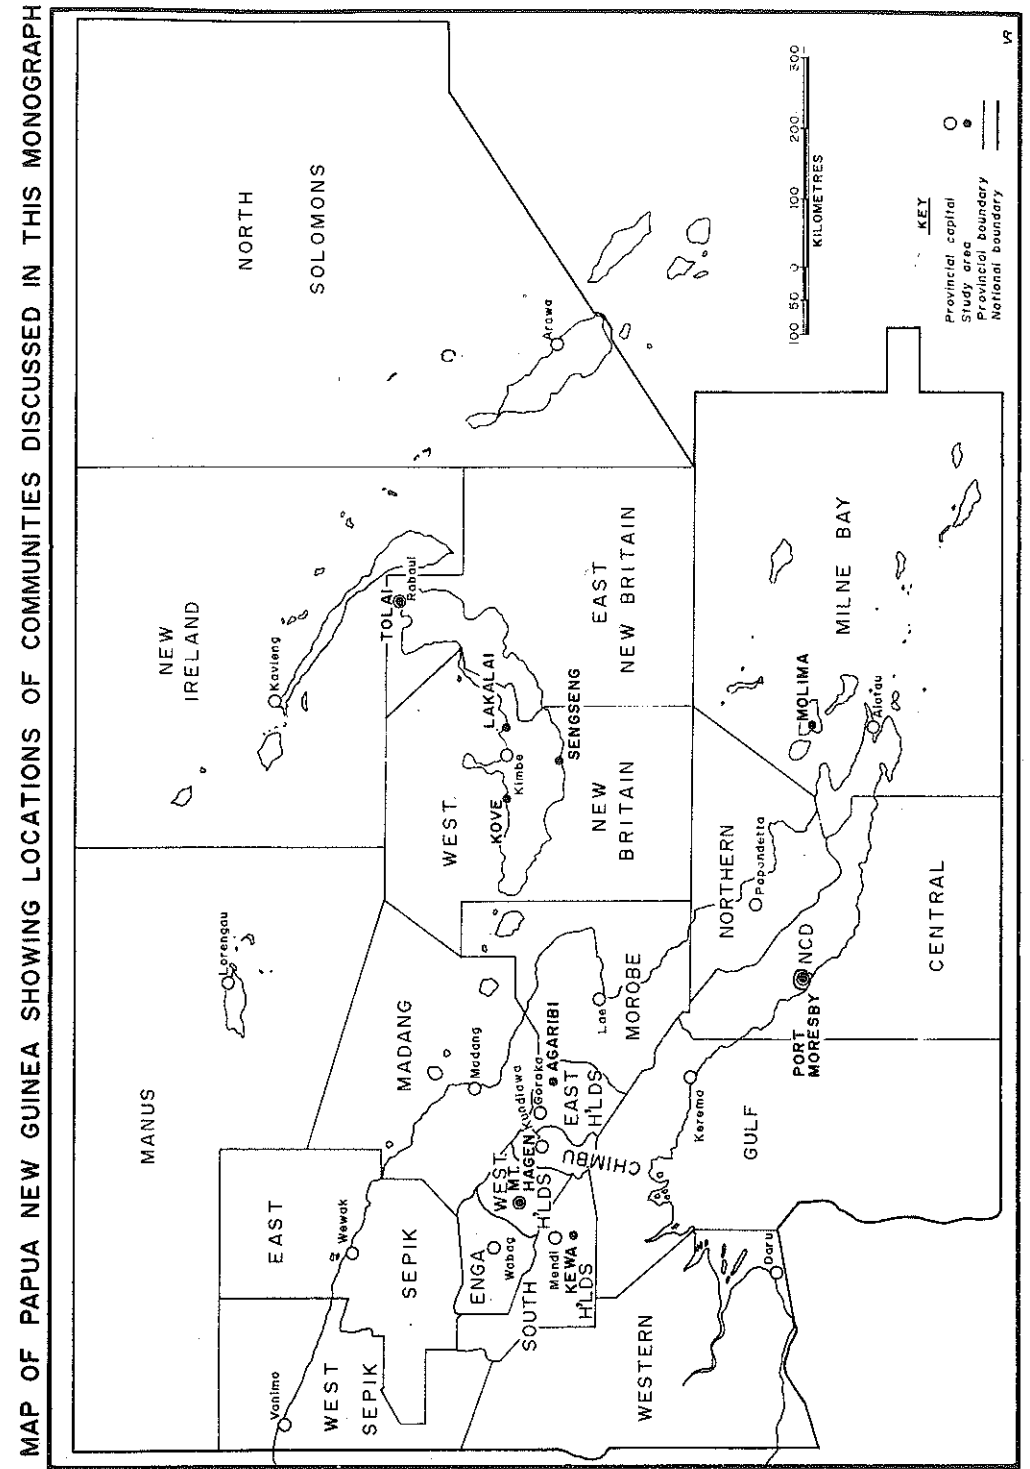 MAP OF PAPUA NEW GUINEA SHOWING LOCATIONS OF COMMUNITIES DISCUSSED IN THIS MONOGRAPH
MANUS
Lorengau
NEW
IRELAND
Kavieng
NORTH
SOLOMONS
Arawa
Vanimo
WEST
SEPIK
EAST
SEPIK
Wewak
MADANG
Madang
WEST
NEW
BRITAIN
KOVE
Kimbe
LAKALAI
SENGSENG
TOLAI
Rabaul
EAST
NEW BRITAIN
ENGA
Wabag
WEST
H'LDS
MT.
HAGEN
Kundiawa
Goroka
AGARIBI
EAST
H'LDS
CHIMBU
SOUTH
H'LDS
Mendi
KEWA
Lae
MOROBE
WESTERN
Daru
GULF
Kerema
PORT
MORESBY
NCD
CENTRAL
NORTHERN
Popondetta
MILNE BAY
MOLIMA
Alotau
100 50 0 100 200 300
KILOMETRES
KEY
Provincial capital
Study area
Provincial boundary
National boundary